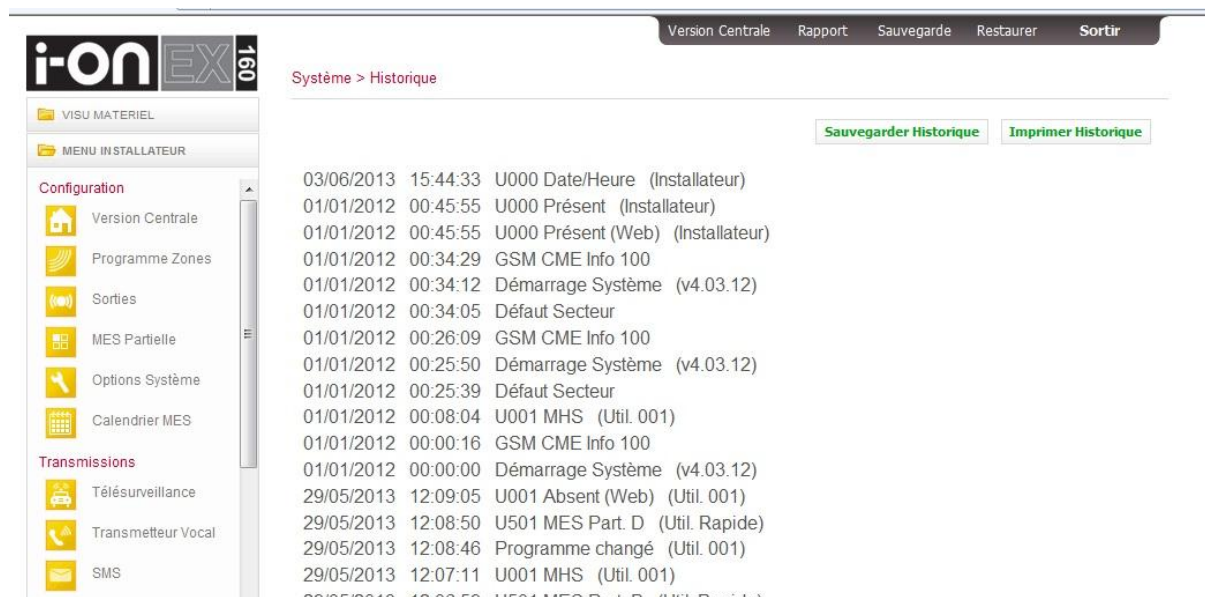 Version Centrale Rapport Sauvegarde Restaurer Sortir
i-on EX 160
Système > Historique
VISU MATERIEL
MENU INSTALLATEUR
Sauvegarder Historique Imprimer Historique
Configuration
Version Centrale
Programme Zones
Sorties
MES Partielle
Options Système
Calendrier MES
Transmissions
Télésurveillance
Transmetteur Vocal
SMS
03/06/2013 15:44:33 U000 Date/Heure (Installateur)
01/01/2012 00:45:55 U000 Présent (Installateur)
01/01/2012 00:45:55 U000 Présent (Web) (Installateur)
01/01/2012 00:34:29 GSM CME Info 100
01/01/2012 00:34:12 Démarrage Système (v4.03.12)
01/01/2012 00:34:05 Défaut Secteur
01/01/2012 00:26:09 GSM CME Info 100
01/01/2012 00:25:50 Démarrage Système (v4.03.12)
01/01/2012 00:25:39 Défaut Secteur
01/01/2012 00:08:04 U001 MHS (Util. 001)
01/01/2012 00:00:16 GSM CME Info 100
01/01/2012 00:00:00 Démarrage Système (v4.03.12)
29/05/2013 12:09:05 U001 Absent (Web) (Util. 001)
29/05/2013 12:08:50 U501 MES Part. D (Util. Rapide)
29/05/2013 12:08:46 Programme changé (Util. 001)
29/05/2013 12:07:11 U001 MHS (Util. 001)